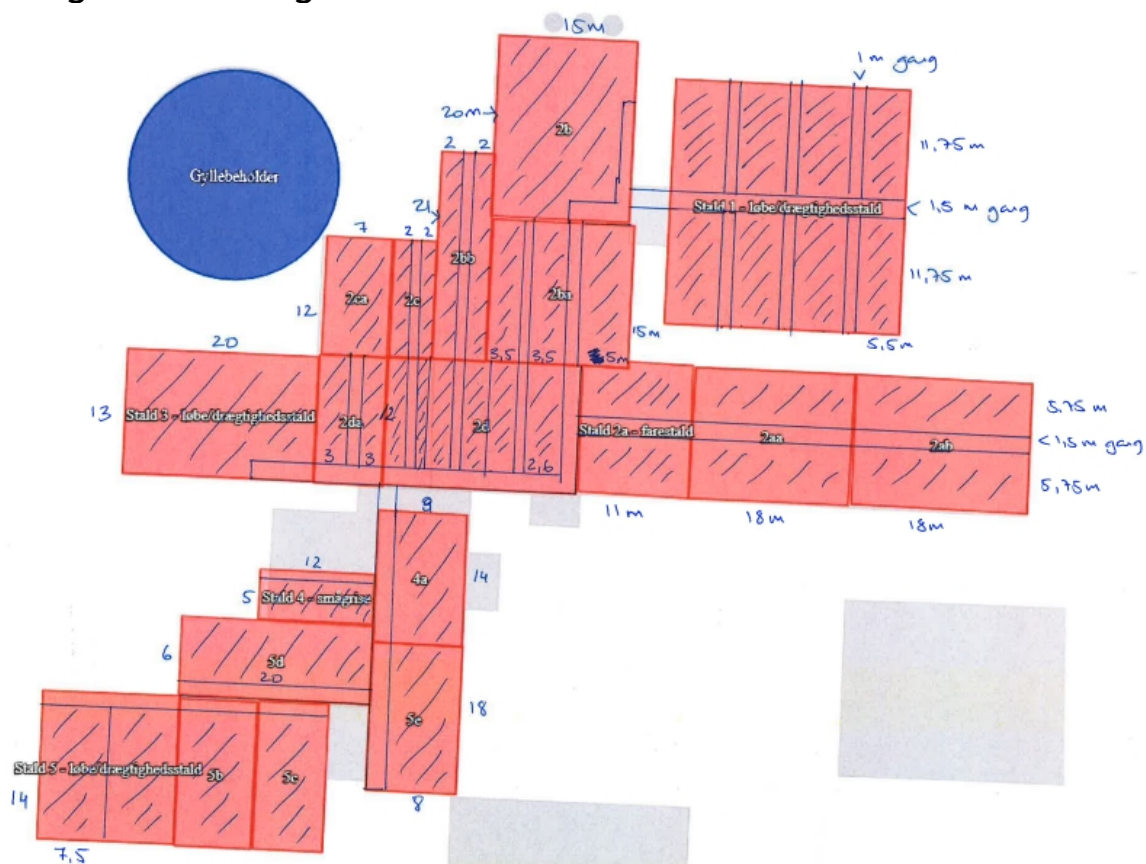 15m
1m gang
20m→
2b
11,75 m
2 2
Gyllebeholder
Stald 1 - løbe/drægtighedsstald
< 1,5 m gang
21
7
2 2
2bb
2ca
2c
2ba
11,75 m
12
15m
5,5m
20
3,5
3,5
5m
13
Stald 3 - løbe/drægtighedsstald
2da
12
2d
Stald 2a - farestald
2aa
2ab
5,75 m
< 1,5m gang
5,75m
3
3
2,6
11m
18m
18m
9
12
4a
14
5
Stald 4 - smågrise
6
5d
20
5e
18
Stald 5 - løbe/drægtighedsstald
5b
14
7,5
8